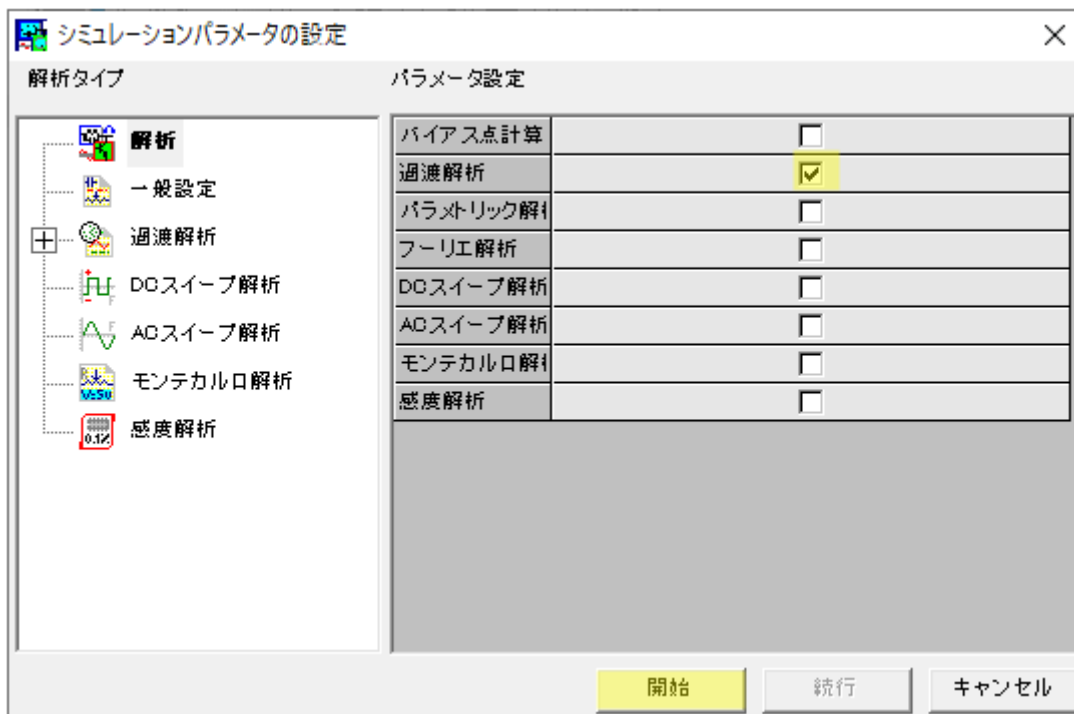 シミュレーションパラメータの設定
解析タイプ
パラメータ設定
解析
一般設定
過渡解析
DCスイープ解析
ACスイープ解析
モンテカルロ解析
感度解析
バイアス点計算
過渡解析
パラメトリック解
フーリエ解析
DCスイープ解析
ACスイープ解析
モンテカルロ解
感度解析
開始
続行
キャンセル